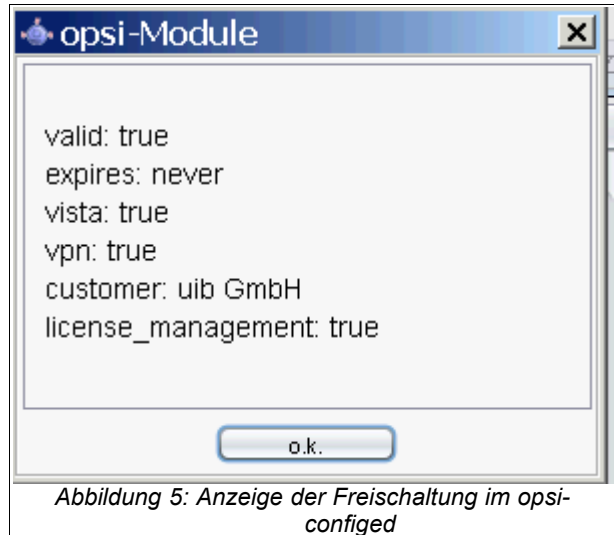 opsi-Module
valid: true
expires: never
vista: true
vpn: true
customer: uib GmbH
license_management: true
o.k.
Abbildung 5: Anzeige der Freischaltung im opsi-
configed